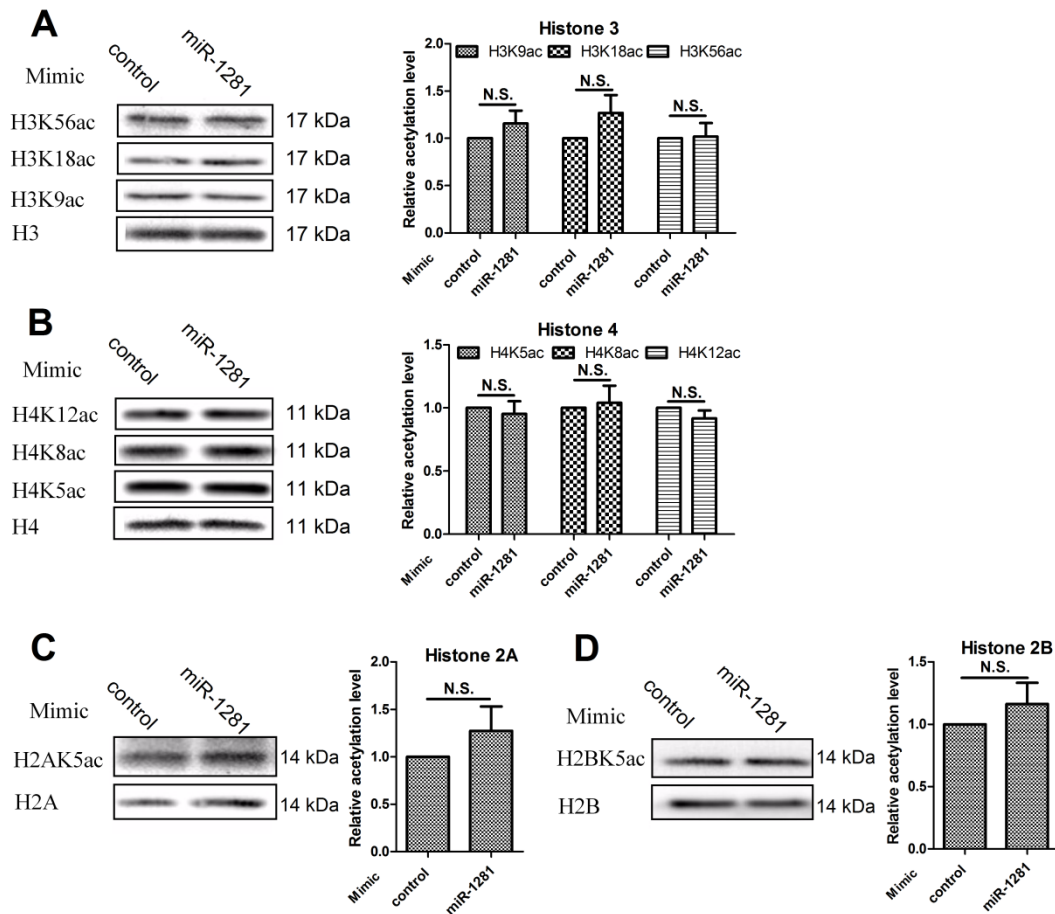 A
Mimic
control
miR-1281
H3K56ac
17 kDa
H3K18ac
17 kDa
H3K9ac
17 kDa
H3
17 kDa
Histone 3
H3K9ac H3K18ac H3K56ac
Relative acetylation level
2.0
1.5
1.0
0.5
0.0
N.S.
N.S.
N.S.
Mimic
control
miR-1281
control
miR-1281
control
miR-1281
B
Mimic
control
miR-1281
H4K12ac
11 kDa
H4K8ac
11 kDa
H4K5ac
11 kDa
H4
11 kDa
Histone 4
H4K5ac H4K8ac H4K12ac
Relative acetylation level
1.5
1.0
0.5
0.0
N.S.
N.S.
N.S.
Mimic
control
miR-1281
control
miR-1281
control
miR-1281
C
Mimic
control
miR-1281
H2AK5ac
14 kDa
H2A
14 kDa
Histone 2A
Relative acetylation level
2.0
1.5
1.0
0.5
0.0
N.S.
Mimic
control
miR-1281
D
Mimic
control
miR-1281
H2BK5ac
14 kDa
H2B
14 kDa
Histone 2B
Relative acetylation level
1.5
1.0
0.5
0.0
N.S.
Mimic
control
miR-1281